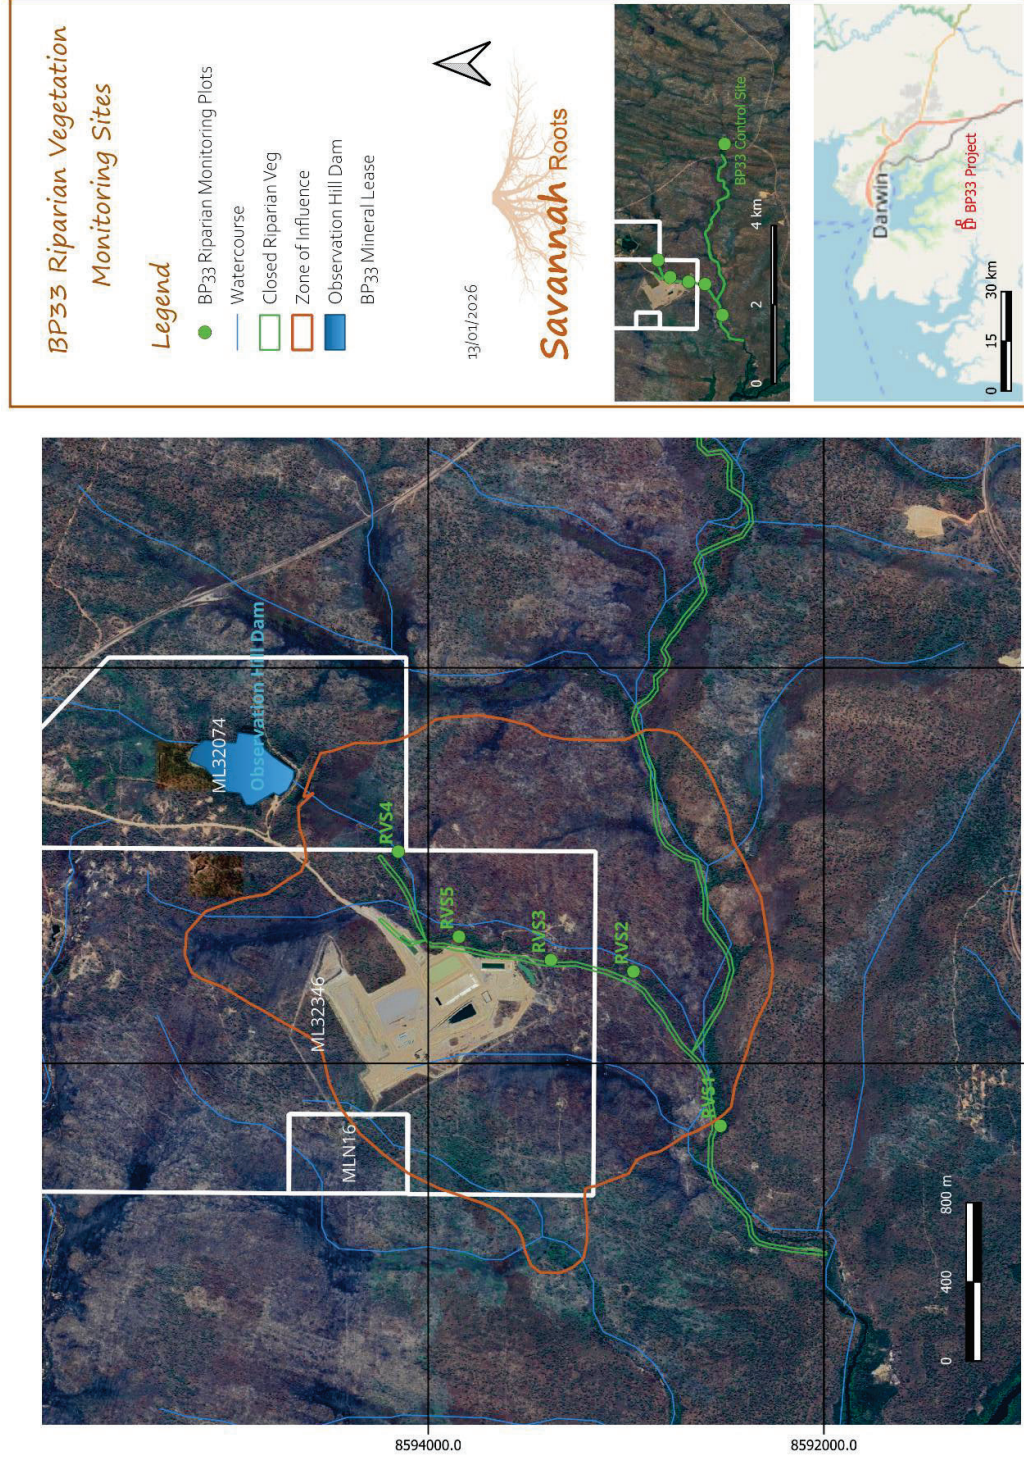 BP33 Riparian Vegetation
Monitoring Sites
Legend
BP33 Riparian Monitoring Plots
Watercourse
Closed Riparian Veg
Zone of Influence
Observation Hill Dam
BP33 Mineral Lease
13/01/2026
Savannah Roots
BP33 Control Site
0 2 4 km
Darwin
BP33 Project
0 15 30 km
ML32074
Observation Hill Dam
RVS4
RVS5
ML32346
RVS3
RVS2
MLN16
RVS1
0 400 800 m
8594000.0
8592000.0